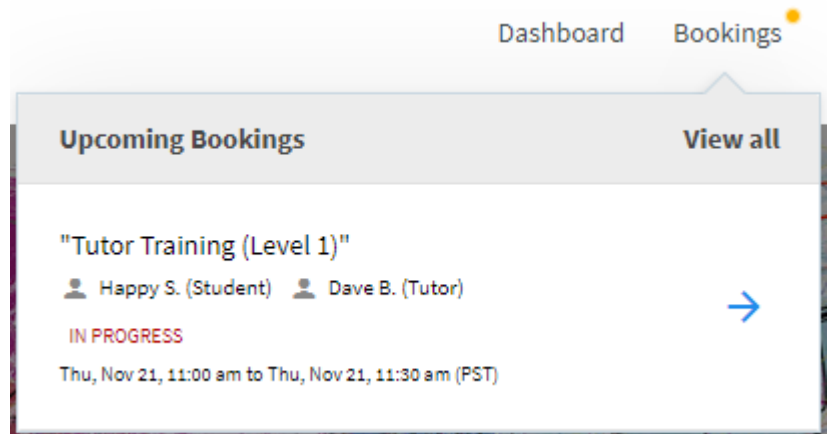 Dashboard Bookings
Upcoming Bookings View all
"Tutor Training (Level 1)"
Happy S. (Student) Dave B. (Tutor)
IN PROGRESS
Thu, Nov 21, 11:00 am to Thu, Nov 21, 11:30 am (PST)